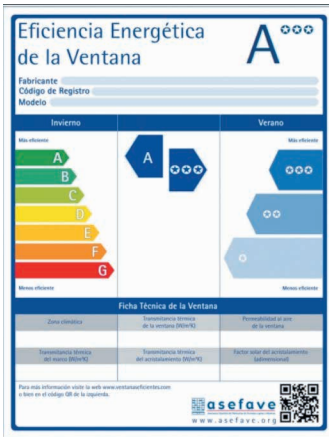 Eficiencia Energética
de la Ventana
A
Fabricante
Código de Registro
Modelo
Invierno
Verano
Más eficiente
Más eficiente
A
B
C
D
E
F
G
A
Menos eficiente
Menos eficiente
Ficha Técnica de la Ventana
Zona climática
Transmitancia térmica
de la ventana (W/m²K)
Permeabilidad al aire
de la ventana
Transmitancia térmica
del marco (W/m²K)
Transmitancia térmica
del acristalamiento (W/m²K)
Factor solar del acristalamiento
(adimensional)
Para más información visite la web www.ventanaseficientes.com
o bien en el código QR de la izquierda.
asefave
www.asefave.org